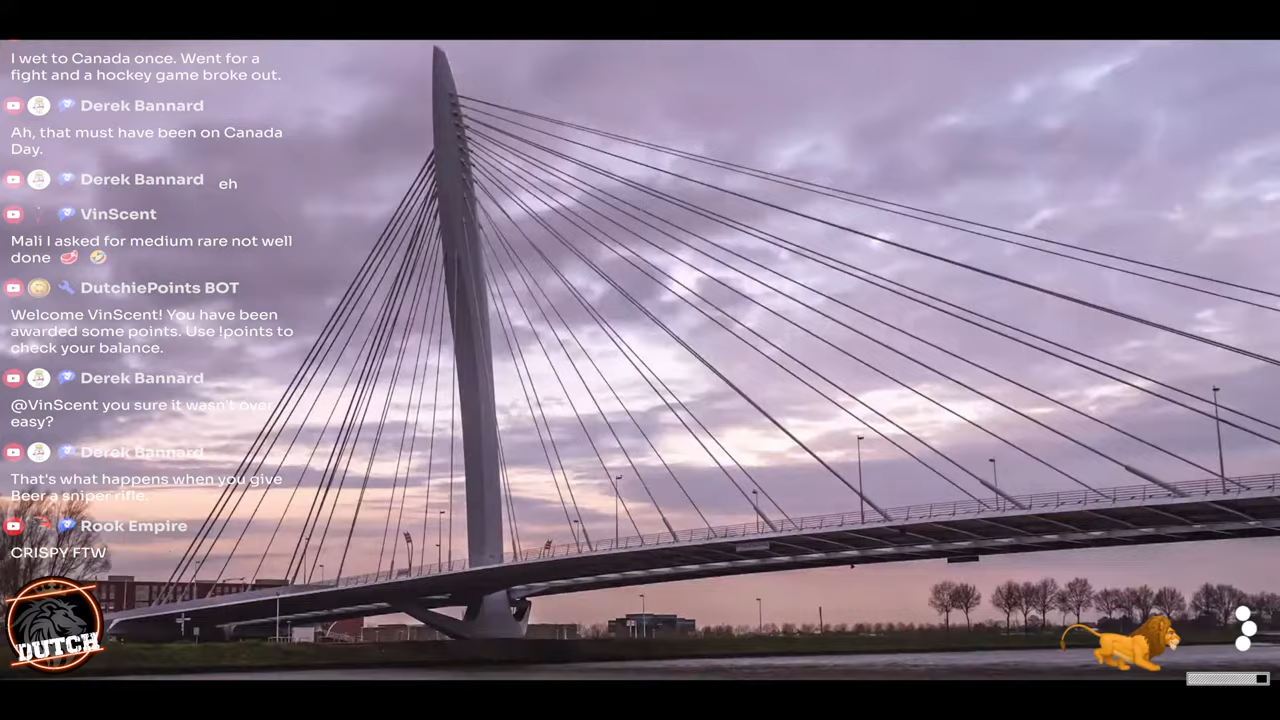 I wet to Canada once. Went for a
fight and a hockey game broke out.
Derek Bannard
Ah, that must have been on Canada
Day.
Derek Bannard eh
VinScent
Mali I asked for medium rare not well
done
DutchiePoints BOT
Welcome VinScent! You have been
awarded some points. Use !points to
check your balance.
Derek Bannard
@VinScent you sure it wasn't over
easy?
Derek Bannard
That's what happens when you give
Beer a sniper rifle.
Rook Empire
CRISPY FTW
DUTCH